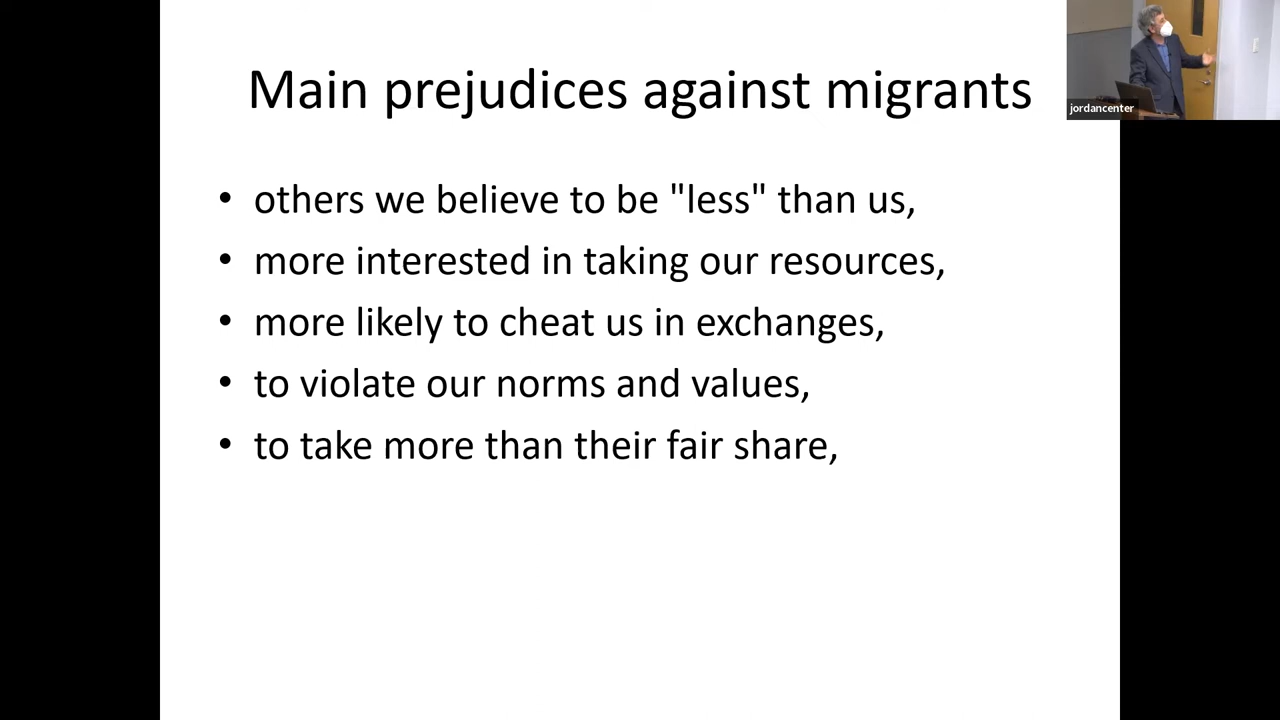 Main prejudices against migrants
jordancenter
• others we believe to be "less" than us,
• more interested in taking our resources,
• more likely to cheat us in exchanges,
• to violate our norms and values,
• to take more than their fair share,